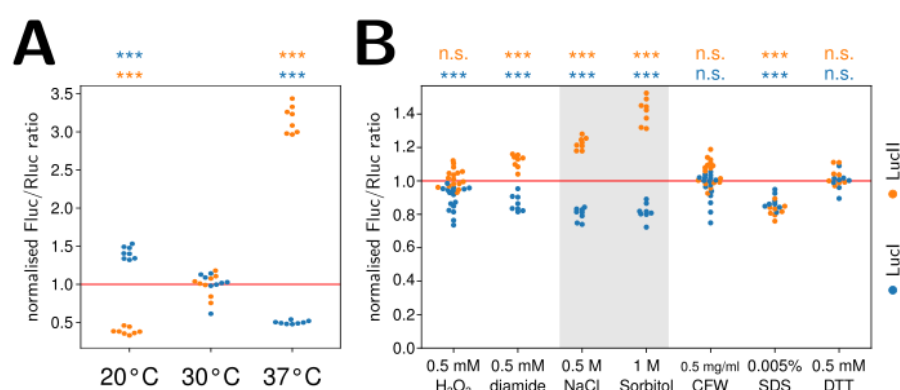 A
B
*** ***
*** ***
n.s. *** *** *** n.s. *** n.s.
*** *** *** *** n.s. *** n.s.
normalised Fluc/Rluc ratio
3.5
3.0
2.5
2.0
1.5
1.0
0.5
20°C 30°C 37°C
normalised Fluc/Rluc ratio
1.4
1.2
1.0
0.8
0.6
0.4
0.2
0.0
0.5 mM 0.5 mM 0.5 M 1 M 0.5 mg/ml 0.005% 0.5 mM
H₂O₂ diamide NaCl Sorbitol CFW SDS DTT
LucII
LucI